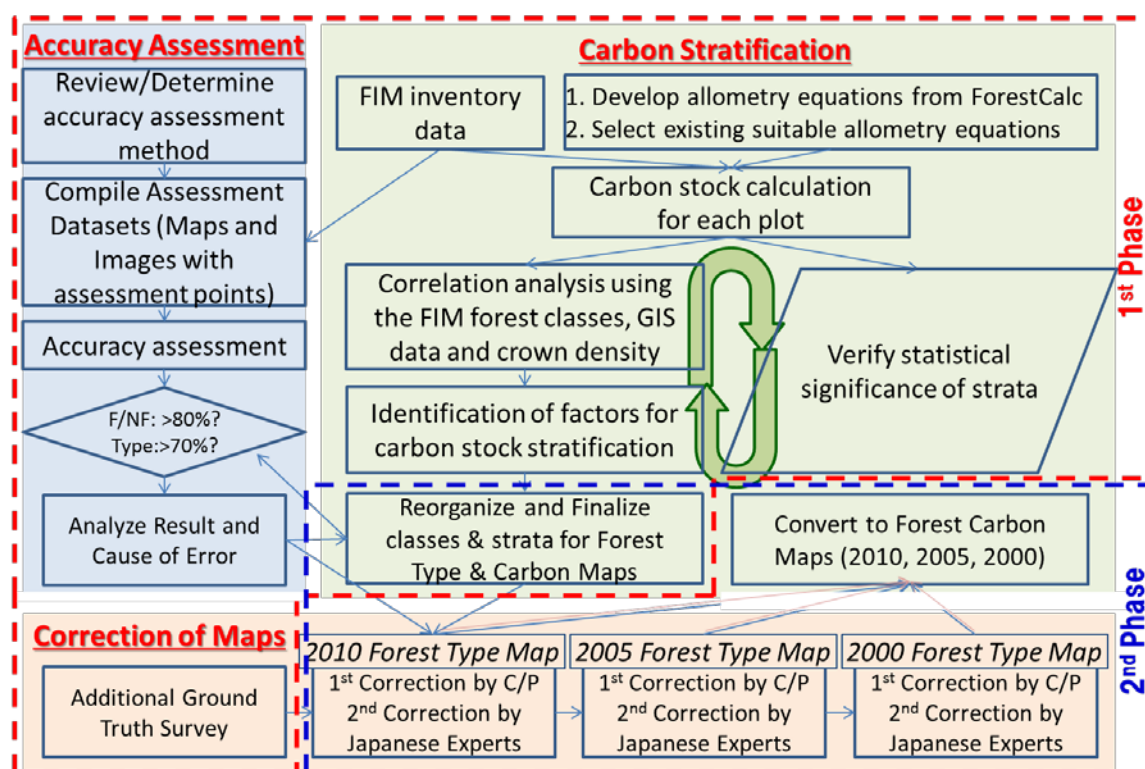 Accuracy Assessment
Review/Determine
accuracy assessment
method
Compile Assessment
Datasets (Maps and
Images with
assessment points)
Accuracy assessment
F/NF: >80%?
Type:>70%?
Analyze Result and
Cause of Error
Carbon Stratification
FIM inventory
data
1. Develop allometry equations from ForestCalc
2. Select existing suitable allometry equations
Carbon stock calculation
for each plot
Correlation analysis using
the FIM forest classes, GIS
data and crown density
Verify statistical
significance of strata
Identification of factors for
carbon stock stratification
Reorganize and Finalize
classes & strata for Forest
Type & Carbon Maps
Convert to Forest Carbon
Maps (2010, 2005, 2000)
1st Phase
2nd Phase
Correction of Maps
Additional Ground
Truth Survey
2010 Forest Type Map
1st Correction by C/P
2nd Correction by
Japanese Experts
2005 Forest Type Map
1st Correction by C/P
2nd Correction by
Japanese Experts
2000 Forest Type Map
1st Correction by C/P
2nd Correction by
Japanese Experts